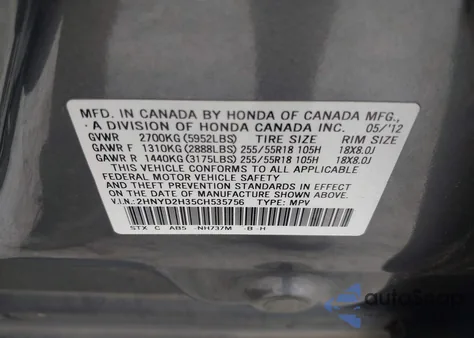 MFD. IN CANADA BY HONDA OF CANADA MFG.,
A DIVISION OF HONDA CANADA INC. 05/'12
GVWR 2700KG (5952LBS) TIRE SIZE RIM SIZE
GAWR F 1310KG (2888LBS) 255/55R18 105H 18X8.0J
GAWR R 1440KG (3175LBS) 255/55R18 105H 18X8.0J
THIS VEHICLE CONFORMS TO ALL APPLICABLE
FEDERAL MOTOR VEHICLE SAFETY
AND THEFT PREVENTION STANDARDS IN EFFECT
ON THE DATE OF MANUFACTURE SHOWN ABOVE.
V.I.N.: 2HNYD2H35CH535756 TYPE: MPV
STX C AB5 -NH737M -B-H